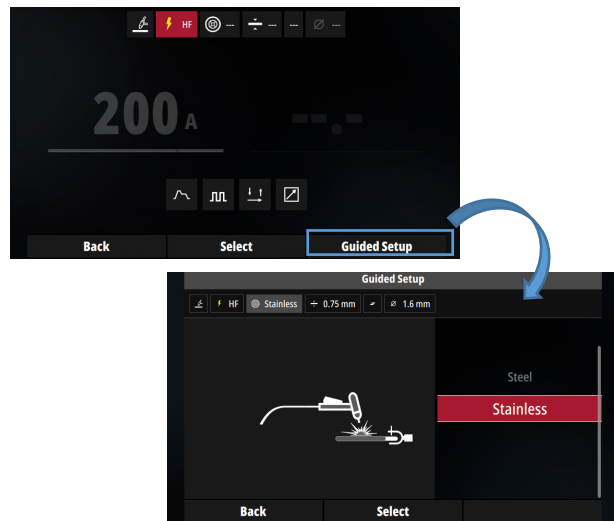 HF -- -- -- --
200 A --.-
Back Select Guided Setup
Guided Setup
HF Stainless 0.75 mm ø 1.6 mm
Steel
Stainless
Back Select